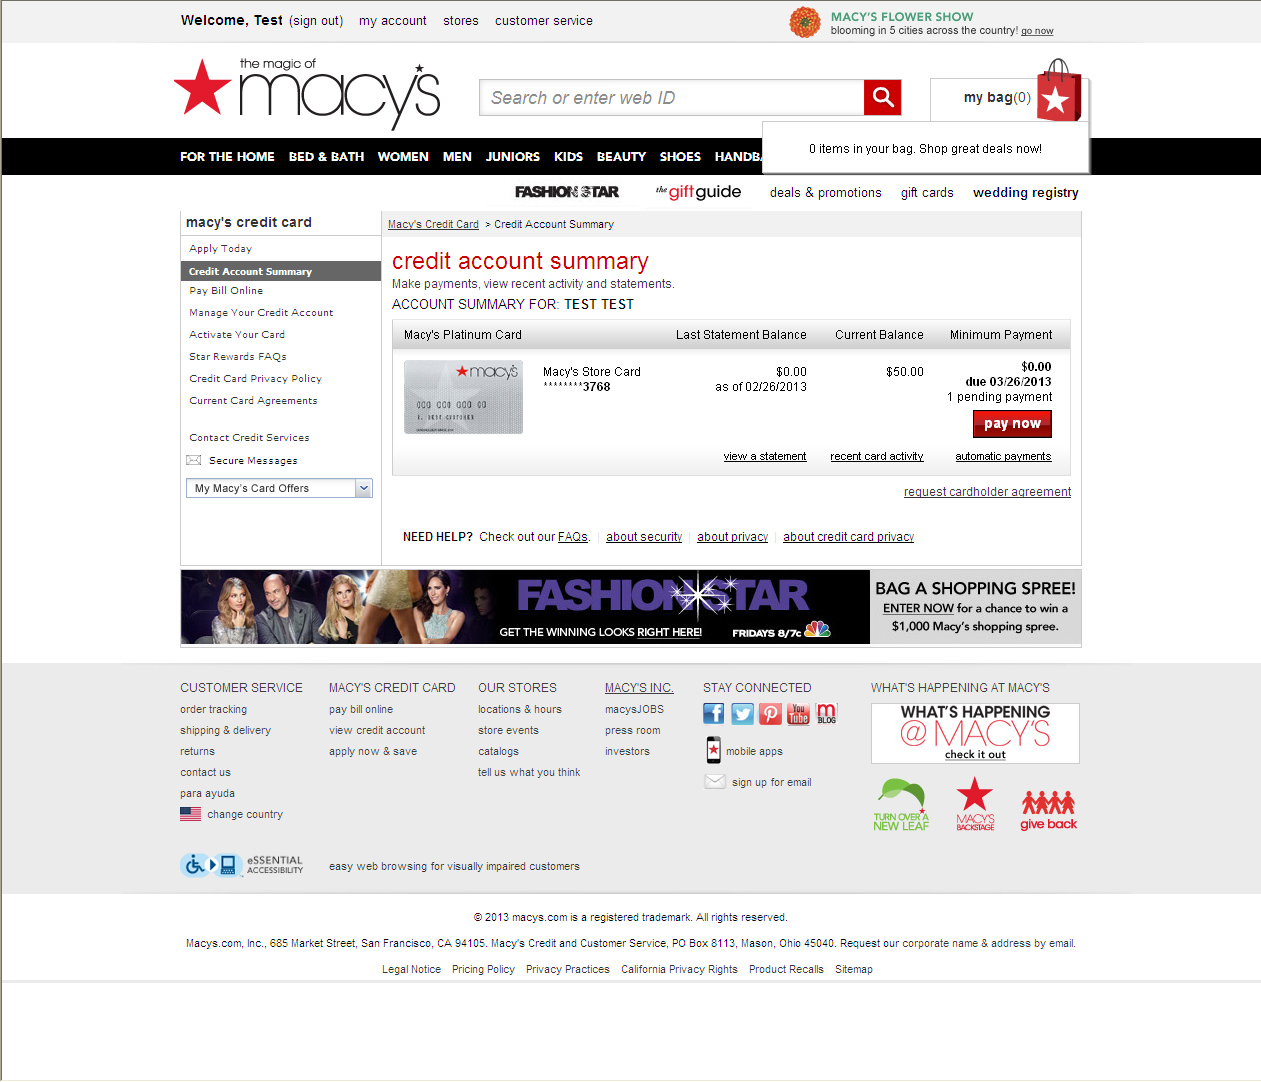 Welcome, Test (sign out) my account stores customer service
MACY'S FLOWER SHOW
blooming in 5 cities across the country! go now
the magic of
macy's
Search or enter web ID
my bag(0)
0 items in your bag. Shop great deals now!
FOR THE HOME BED & BATH WOMEN MEN JUNIORS KIDS BEAUTY SHOES HANDBA
FASHION STAR the gift guide deals & promotions gift cards wedding registry
macy's credit card
Apply Today
Credit Account Summary
Pay Bill Online
Manage Your Credit Account
Activate Your Card
Star Rewards FAQs
Credit Card Privacy Policy
Current Card Agreements
Contact Credit Services
Secure Messages
My Macy's Card Offers
Macy's Credit Card > Credit Account Summary
credit account summary
Make payments, view recent activity and statements.
ACCOUNT SUMMARY FOR: TEST TEST
Macy's Platinum Card Last Statement Balance Current Balance Minimum Payment
macy's
000 000 000 00
Macy's Store Card
********3768
$0.00
as of 02/26/2013
$50.00
$0.00
due 03/26/2013
1 pending payment
pay now
view a statement recent card activity automatic payments
request cardholder agreement
NEED HELP? Check out our FAQs. | about security | about privacy | about credit card privacy
FASHION STAR
GET THE WINNING LOOKS RIGHT HERE! FRIDAYS 8/7c
BAG A SHOPPING SPREE!
ENTER NOW for a chance to win a
$1,000 Macy's shopping spree.
CUSTOMER SERVICE
order tracking
shipping & delivery
returns
contact us
para ayuda
change country
MACY'S CREDIT CARD
pay bill online
view credit account
apply now & save
OUR STORES
locations & hours
store events
catalogs
tell us what you think
MACY'S INC.
macysJOBS
press room
investors
STAY CONNECTED
You Tube
m BLOG
mobile apps
sign up for email
WHAT'S HAPPENING AT MACY'S
WHAT'S HAPPENING
@MACY'S
check it out
TURN OVER A
NEW LEAF
MACY'S
BACKSTAGE
give back
eSSENTIAL
ACCESSIBILITY
easy web browsing for visually impaired customers
© 2013 macys.com is a registered trademark. All rights reserved.
Macys.com, Inc., 685 Market Street, San Francisco, CA 94105. Macy's Credit and Customer Service, PO Box 8113, Mason, Ohio 45040. Request our corporate name & address by email.
Legal Notice Pricing Policy Privacy Practices California Privacy Rights Product Recalls Sitemap